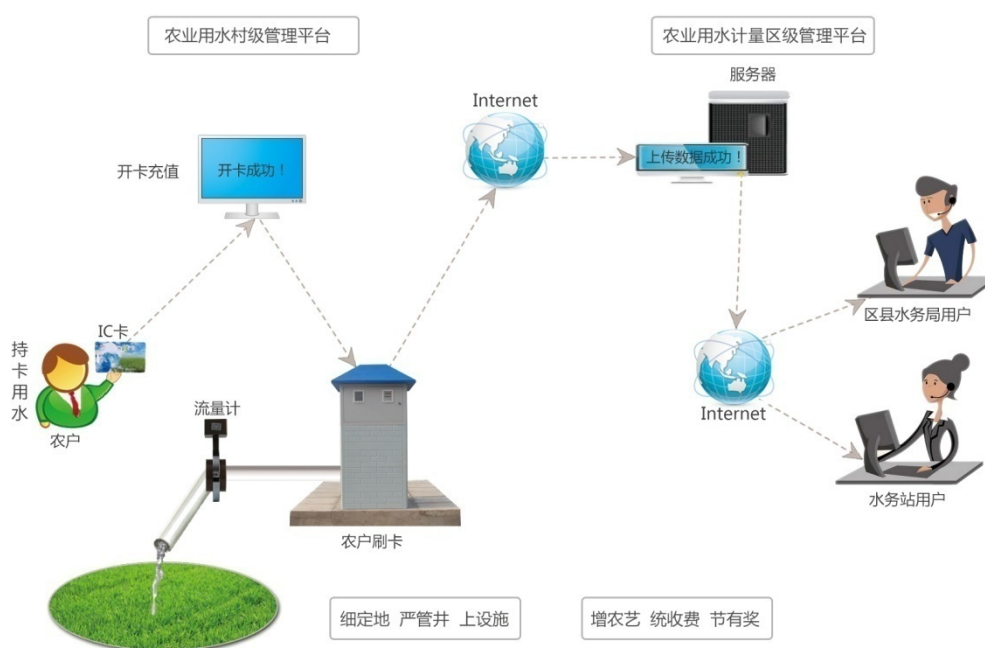 农业用水村级管理平台
农业用水计量区级管理平台
服务器
Internet
上传数据成功！
开卡充值
开卡成功！
IC卡
持卡用水
农户
流量计
农户刷卡
Internet
区县水务局用户
水务站用户
细定地 严管井 上设施
增农艺 统收费 节有奖